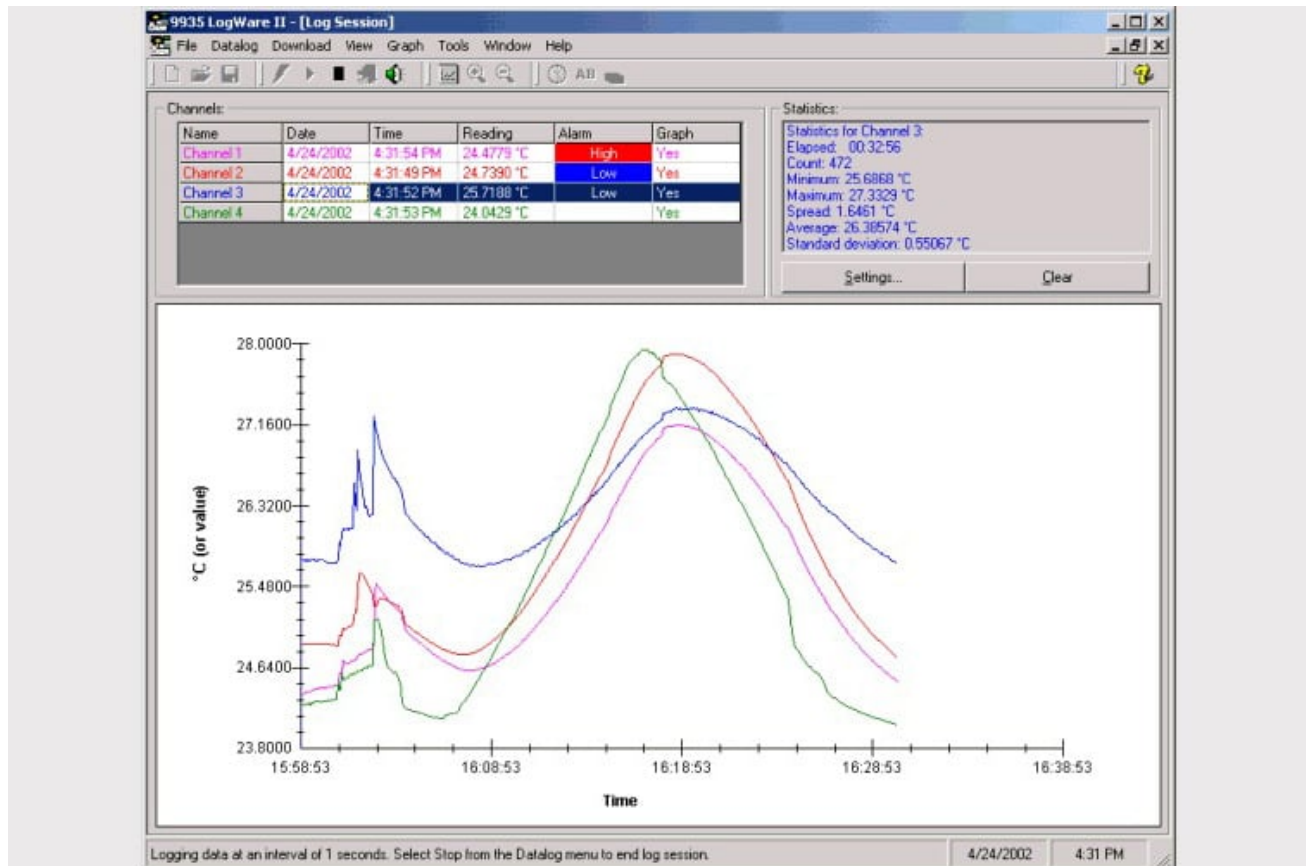 9935 LogWare II - [Log Session]
File Datalog Download View Graph Tools Window Help
AB
Channels:
Name Date Time Reading Alarm Graph
Channel 1 4/24/2002 4:31:54 PM 24.4779 °C High Yes
Channel 2 4/24/2002 4:31:49 PM 24.7390 °C Low Yes
Channel 3 4/24/2002 4:31:52 PM 25.7188 °C Low Yes
Channel 4 4/24/2002 4:31:53 PM 24.0429 °C Yes
Statistics:
Statistics for Channel 3:
Elapsed: 00:32:56
Count: 472
Minimum: 25.6868 °C
Maximum: 27.3329 °C
Spread: 1.6461 °C
Average: 26.38574 °C
Standard deviation: 0.55067 °C
Settings... Clear
28.0000
27.1600
26.3200
25.4800
24.6400
23.8000
°C (or value)
15:58:53 16:08:53 16:18:53 16:28:53 16:38:53
Time
Logging data at an interval of 1 seconds. Select Stop from the Datalog menu to end log session. 4/24/2002 4:31 PM